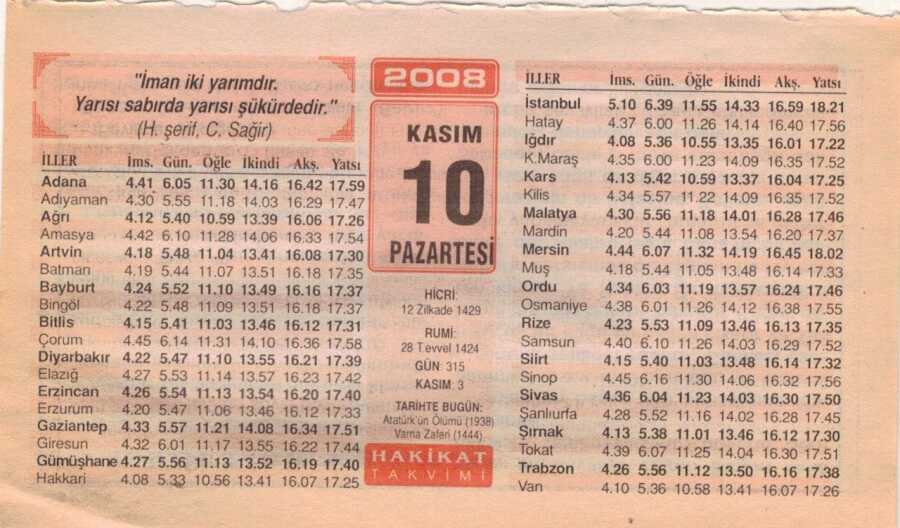 "İman iki yarımdır.
Yarısı sabırda yarısı şükürdedir."
(H. şerif, C. Sağir)
İLLER İms. Gün. Öğle İkindi Akş. Yatsı
Adana 4.41 6.05 11.30 14.16 16.42 17.59
Adıyaman 4.30 5.55 11.18 14.03 16.29 17.47
Ağrı 4.12 5.40 10.59 13.39 16.06 17.26
Amasya 4.42 6.10 11.28 14.06 16.33 17.54
Artvin 4.18 5.48 11.04 13.41 16.08 17.30
Batman 4.19 5.44 11.07 13.51 16.18 17.35
Bayburt 4.24 5.52 11.10 13.49 16.16 17.37
Bingöl 4.22 5.48 11.09 13.51 16.18 17.37
Bitlis 4.15 5.41 11.03 13.46 16.12 17.31
Çorum 4.45 6.14 11.31 14.10 16.36 17.58
Diyarbakır 4.22 5.47 11.10 13.55 16.21 17.39
Elazığ 4.27 5.53 11.14 13.57 16.23 17.42
Erzincan 4.26 5.54 11.13 13.54 16.20 17.40
Erzurum 4.20 5.47 11.06 13.46 16.12 17.33
Gaziantep 4.33 5.57 11.21 14.08 16.34 17.51
Giresun 4.32 6.01 11.17 13.55 16.22 17.44
Gümüşhane 4.27 5.56 11.13 13.52 16.19 17.40
Hakkari 4.08 5.33 10.56 13.41 16.07 17.25
2008
KASIM
10
PAZARTESİ
HİCRİ:
12 Zilkade 1429
RUMİ:
28 T.evvel 1424
GÜN: 315
KASIM: 3
TARİHTE BUGÜN:
Atatürk'ün Ölümü (1938)
Varna Zaferi (1444)
HAKİKAT
TAKVİMİ
İLLER İms. Gün. Öğle İkindi Akş. Yatsı
İstanbul 5.10 6.39 11.55 14.33 16.59 18.21
Hatay 4.37 6.00 11.26 14.14 16.40 17.56
Iğdır 4.08 5.36 10.55 13.35 16.01 17.22
K.Maraş 4.35 6.00 11.23 14.09 16.35 17.52
Kars 4.13 5.42 10.59 13.37 16.04 17.25
Kilis 4.34 5.57 11.22 14.09 16.35 17.52
Malatya 4.30 5.56 11.18 14.01 16.28 17.46
Mardin 4.20 5.44 11.08 13.54 16.20 17.37
Mersin 4.44 6.07 11.32 14.19 16.45 18.02
Muş 4.18 5.44 11.05 13.48 16.14 17.33
Ordu 4.34 6.03 11.19 13.57 16.24 17.46
Osmaniye 4.38 6.01 11.26 14.12 16.38 17.55
Rize 4.23 5.53 11.09 13.46 16.13 17.35
Samsun 4.40 6.10 11.26 14.03 16.29 17.52
Siirt 4.15 5.40 11.03 13.48 16.14 17.32
Sinop 4.45 6.16 11.30 14.06 16.32 17.56
Sivas 4.36 6.04 11.23 14.03 16.30 17.50
Şanlıurfa 4.28 5.52 11.16 14.02 16.28 17.45
Şırnak 4.13 5.38 11.01 13.46 16.12 17.30
Tokat 4.39 6.07 11.25 14.04 16.30 17.51
Trabzon 4.26 5.56 11.12 13.50 16.16 17.38
Van 4.10 5.36 10.58 13.41 16.07 17.26